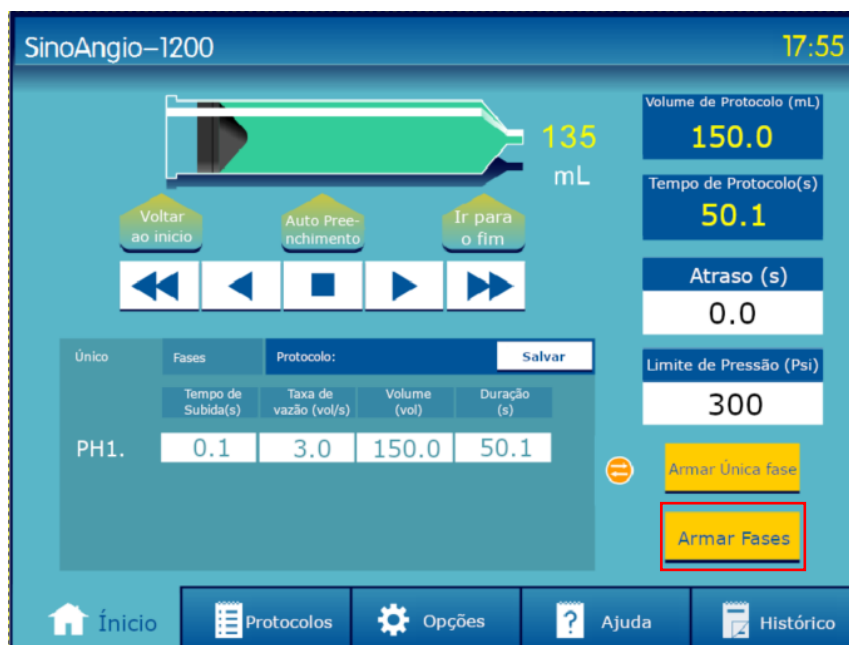 SinoAngio-1200
17:55
135
mL
Voltar
ao inicio
Auto Pree-
nchimento
Ir para
o fim
Volume de Protocolo (mL)
150.0
Tempo de Protocolo(s)
50.1
Atraso (s)
0.0
Limite de Pressão (Psi)
300
Único
Fases
Protocolo:
Salvar
Tempo de
Subida(s)
Taxa de
vazão (vol/s)
Volume
(vol)
Duração
(s)
PH1.
0.1
3.0
150.0
50.1
Armar Única fase
Armar Fases
Ínicio
Protocolos
Opções
?
Ajuda
Histórico